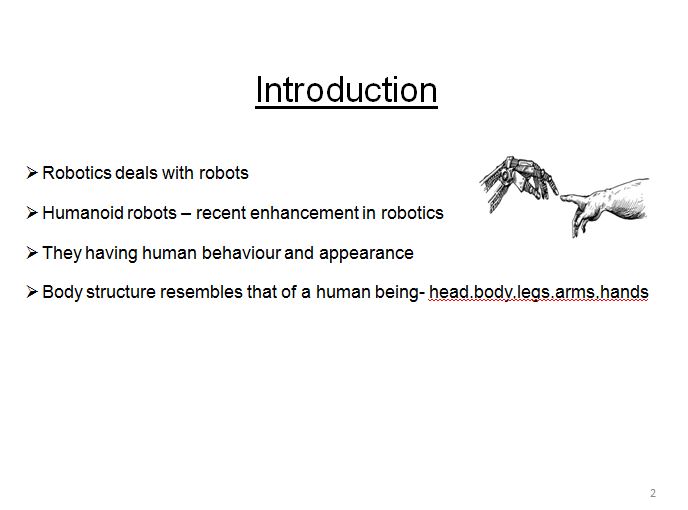 Introduction
➢ Robotics deals with robots
➢ Humanoid robots – recent enhancement in robotics
➢ They having human behaviour and appearance
➢ Body structure resembles that of a human being- head,body,legs,arms,hands
2